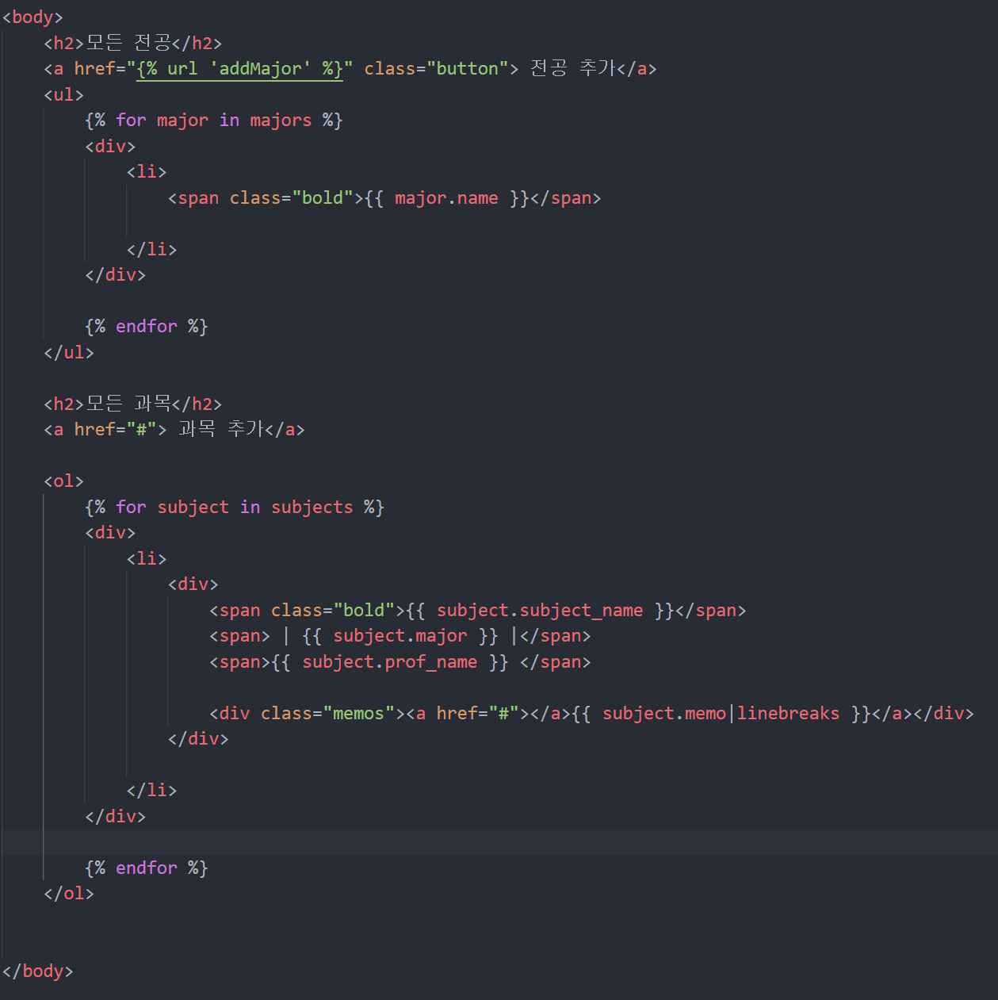 <body>
<h2>모든 전공</h2>
<a href="{% url 'addMajor' %}" class="button"> 전공 추가</a>
<ul>
{% for major in majors %}
<div>
<li>
<span class="bold">{{ major.name }}</span>
</li>
</div>
{% endfor %}
</ul>
<h2>모든 과목</h2>
<a href="#"> 과목 추가</a>
<ol>
{% for subject in subjects %}
<div>
<li>
<div>
<span class="bold">{{ subject.subject_name }}</span>
<span> | {{ subject.major }} |</span>
<span>{{ subject.prof_name }} </span>
<div class="memos"><a href="#"></a>{{ subject.memo|linebreaks }}</a></div>
</div>
</li>
</div>
{% endfor %}
</ol>
</body>